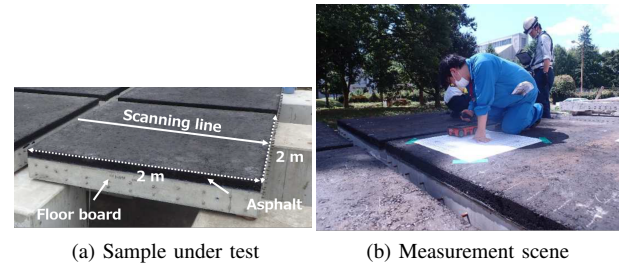 Scanning line
2 m
2 m
Floor board
Asphalt
(a) Sample under test
(b) Measurement scene